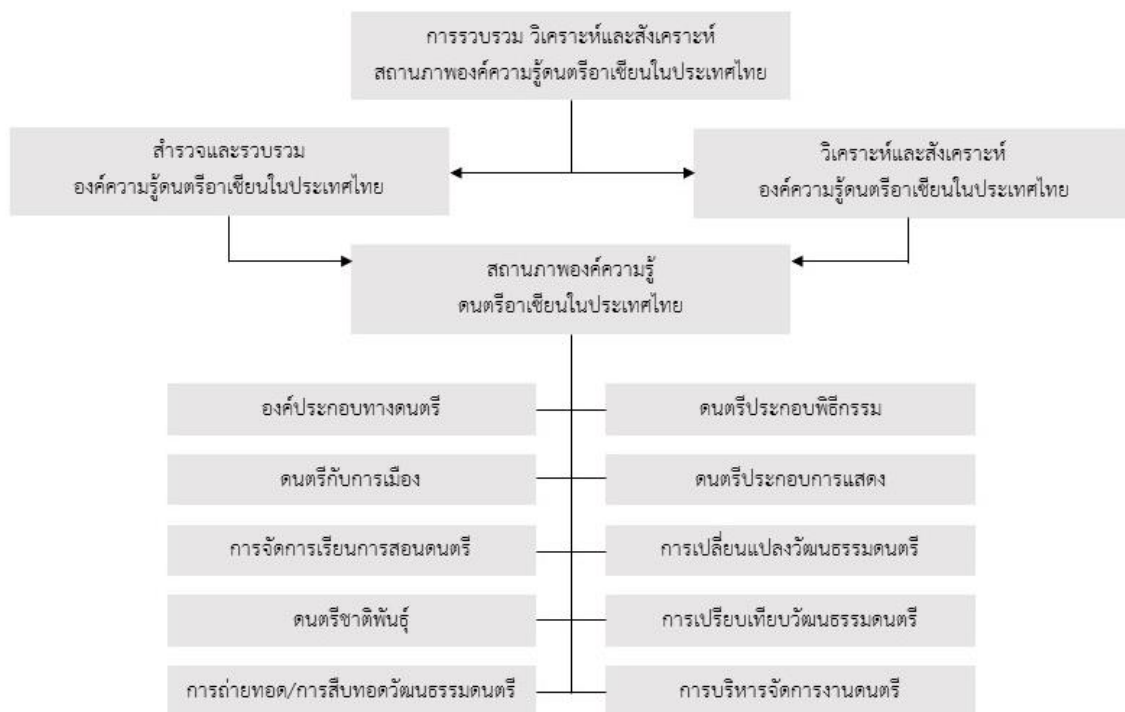 การรวบรวม วิเคราะห์และสังเคราะห์
สถานภาพองค์ความรู้ดนตรีอาเซียนในประเทศไทย
สำรวจและรวบรวม
องค์ความรู้ดนตรีอาเซียนในประเทศไทย
วิเคราะห์และสังเคราะห์
องค์ความรู้ดนตรีอาเซียนในประเทศไทย
สถานภาพองค์ความรู้
ดนตรีอาเซียนในประเทศไทย
องค์ประกอบทางดนตรี
ดนตรีประกอบพิธีกรรม
ดนตรีกับการเมือง
ดนตรีประกอบการแสดง
การจัดการเรียนการสอนดนตรี
การเปลี่ยนแปลงวัฒนธรรมดนตรี
ดนตรีชาติพันธุ์
การเปรียบเทียบวัฒนธรรมดนตรี
การถ่ายทอด/การสืบทอดวัฒนธรรมดนตรี
การบริหารจัดการงานดนตรี